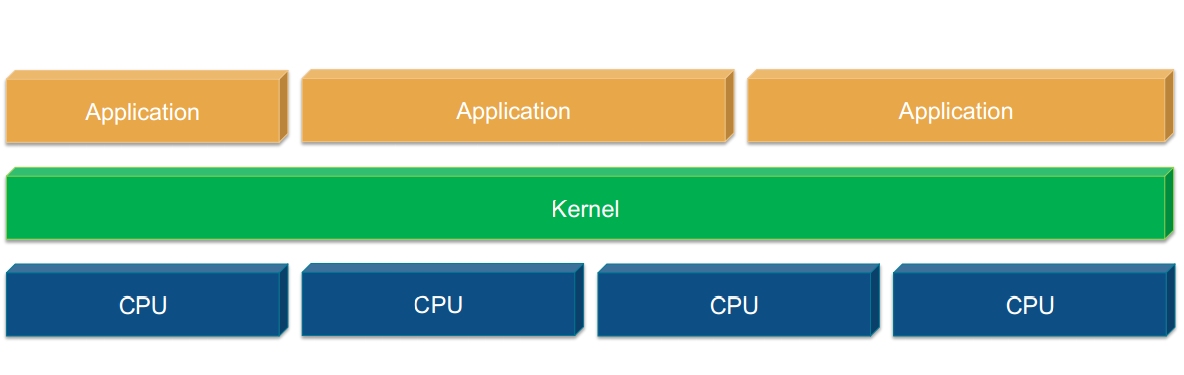 Application
Application
Application
Kernel
CPU
CPU
CPU
CPU